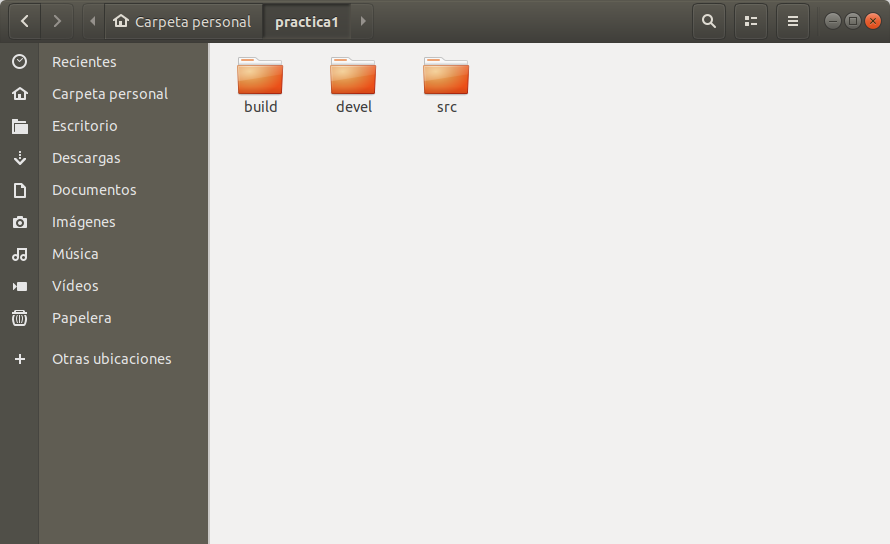 Carpeta personal practica1
Recientes
Carpeta personal
Escritorio
Descargas
Documentos
Imágenes
Música
Vídeos
Papelera
Otras ubicaciones
build devel src